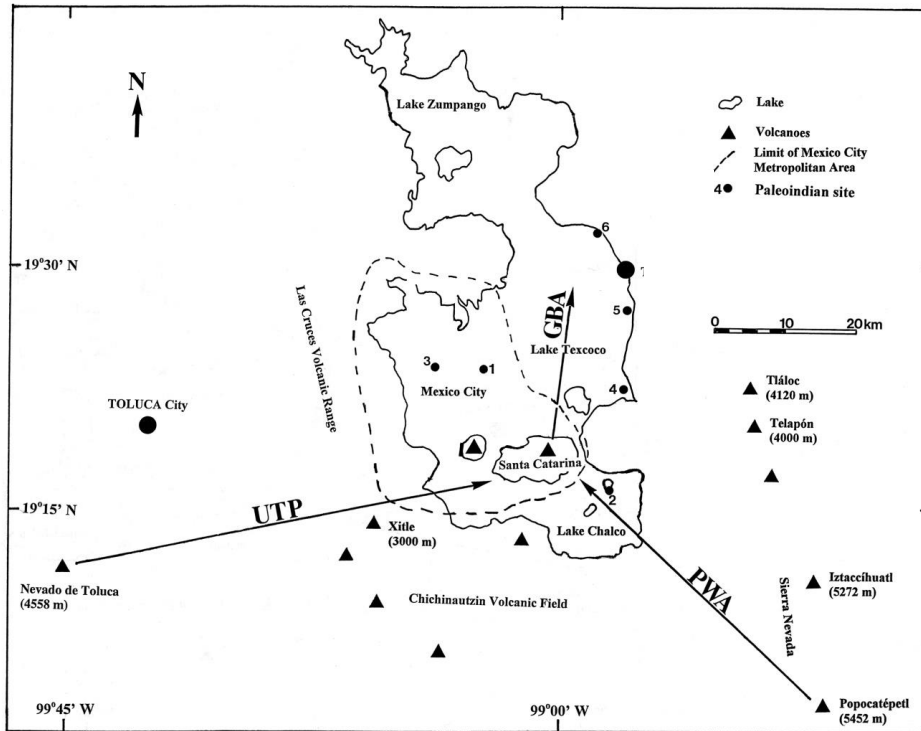 N
Lake Zumpango
Lake
Volcanoes
Limit of Mexico City
Metropolitan Area
4 Paleoindian site
6
19°30' N
Las Cruces Volcanic Range
GBA
5
0 10 20 km
Lake Texcoco
3
1
Mexico City
4
Tláloc
(4120 m)
TOLUCA City
Telapón
(4000 m)
Santa Catarina
2
19°15' N
UTP
Xitle
(3000 m)
Lake Chalco
PWA
Nevado de Toluca
(4558 m)
Chichinautzin Volcanic Field
Sierra Nevada
Iztaccíhuatl
(5272 m)
99°45' W
99°00' W
Popocatépetl
(5452 m)